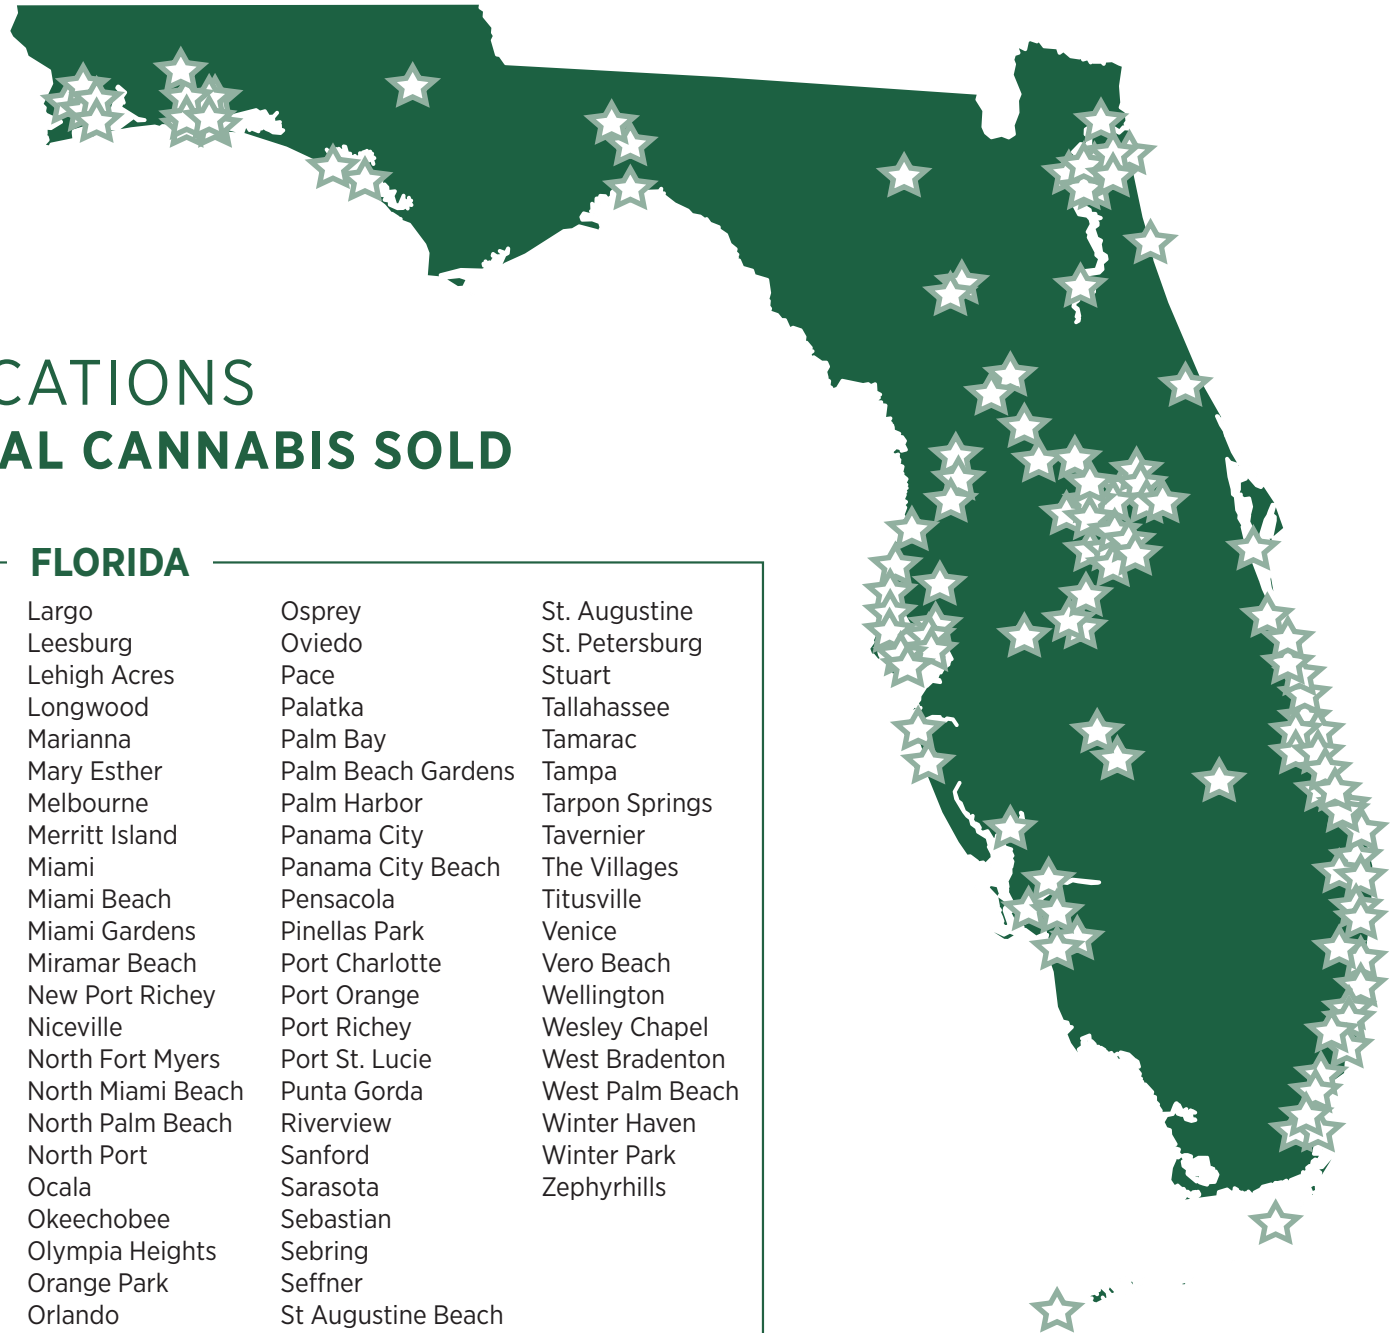 CATIONS
AL CANNABIS SOLD
FLORIDA
Largo
Leesburg
Lehigh Acres
Longwood
Marianna
Mary Esther
Melbourne
Merritt Island
Miami
Miami Beach
Miami Gardens
Miramar Beach
New Port Richey
Niceville
North Fort Myers
North Miami Beach
North Palm Beach
North Port
Ocala
Okeechobee
Olympia Heights
Orange Park
Orlando
Osprey
Oviedo
Pace
Palatka
Palm Bay
Palm Beach Gardens
Palm Harbor
Panama City
Panama City Beach
Pensacola
Pinellas Park
Port Charlotte
Port Orange
Port Richey
Port St. Lucie
Punta Gorda
Riverview
Sanford
Sarasota
Sebastian
Sebring
Seffner
St Augustine Beach
St. Augustine
St. Petersburg
Stuart
Tallahassee
Tamarac
Tampa
Tarpon Springs
Tavernier
The Villages
Titusville
Venice
Vero Beach
Wellington
Wesley Chapel
West Bradenton
West Palm Beach
Winter Haven
Winter Park
Zephyrhills